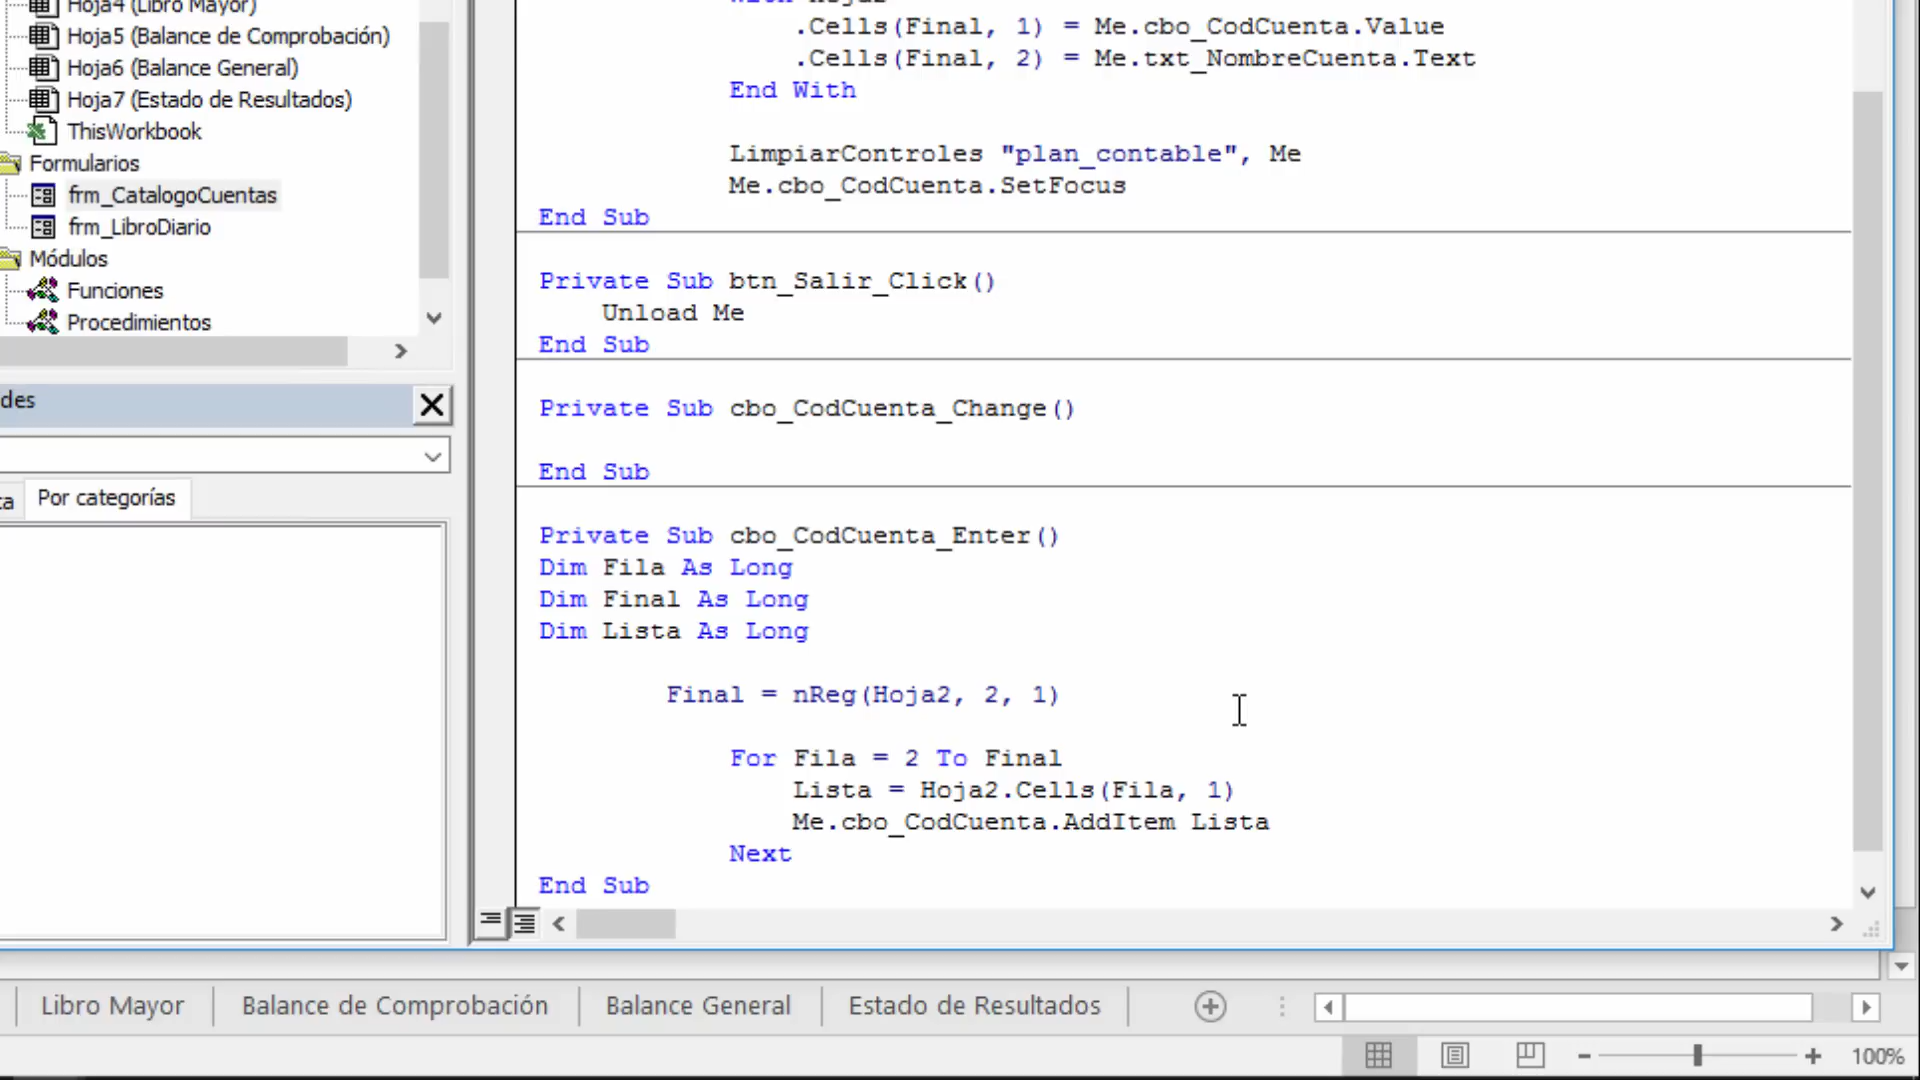 Hoja4 (Libro Mayor)
Hoja5 (Balance de Comprobación)
Hoja6 (Balance General)
Hoja7 (Estado de Resultados)
ThisWorkbook
Formularios
frm_CatalogoCuentas
frm_LibroDiario
Módulos
Funciones
Procedimientos
des
ta
Por categorías
With Hoja2
.Cells(Final, 1) = Me.cbo_CodCuenta.Value
.Cells(Final, 2) = Me.txt_NombreCuenta.Text
End With
LimpiarControles "plan_contable", Me
Me.cbo_CodCuenta.SetFocus
End Sub
Private Sub btn_Salir_Click()
Unload Me
End Sub
Private Sub cbo_CodCuenta_Change()
End Sub
Private Sub cbo_CodCuenta_Enter()
Dim Fila As Long
Dim Final As Long
Dim Lista As Long
Final = nReg(Hoja2, 2, 1)
For Fila = 2 To Final
Lista = Hoja2.Cells(Fila, 1)
Me.cbo_CodCuenta.AddItem Lista
Next
End Sub
Libro Mayor
Balance de Comprobación
Balance General
Estado de Resultados
100%